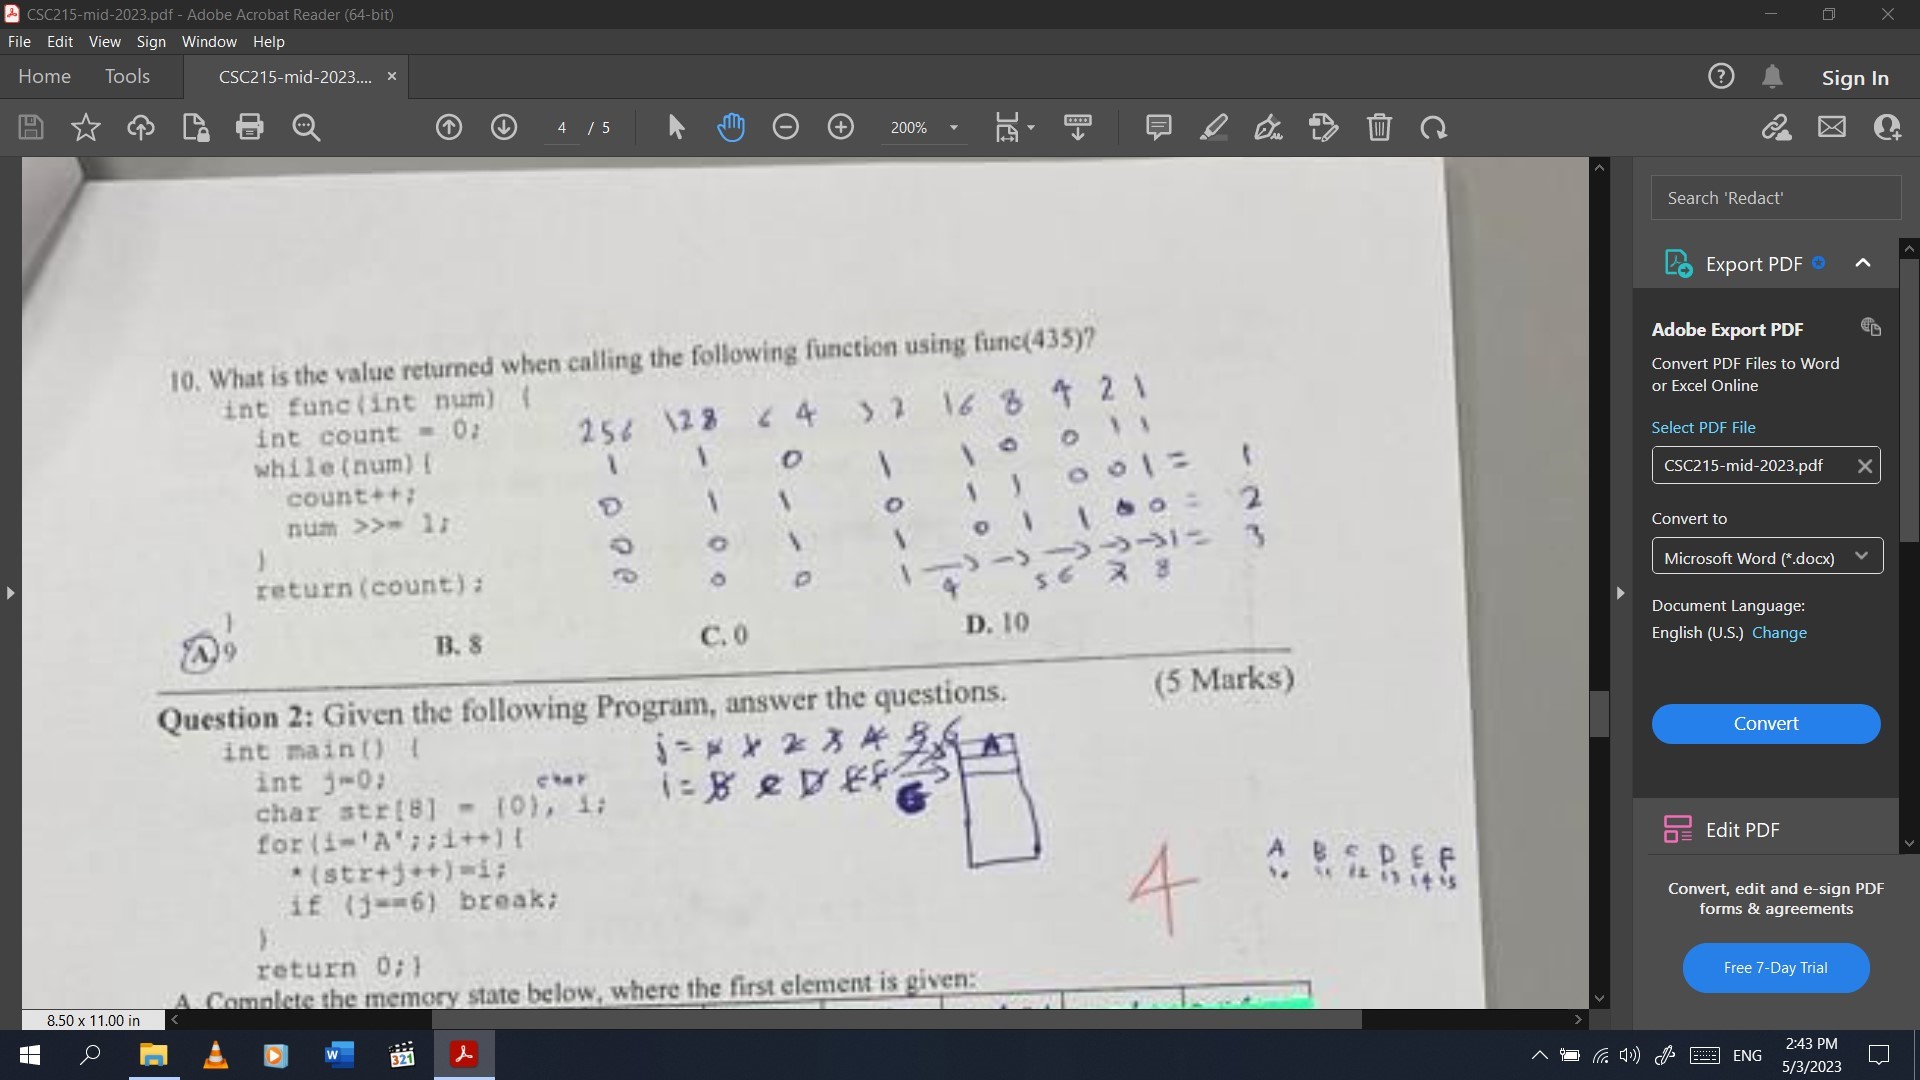 CSC215-mid-2023.pdf - Adobe Acrobat Reader (64-bit)
File Edit View Sign Window Help
Home Tools CSC215-mid-2023.... ×
Sign In
4 / 5
200%
Search 'Redact'
Export PDF
Adobe Export PDF
Convert PDF Files to Word
or Excel Online
Select PDF File
CSC215-mid-2023.pdf
Convert to
Microsoft Word (*.docx)
Document Language:
English (U.S.) Change
Convert
Edit PDF
Convert, edit and e-sign PDF
forms & agreements
Free 7-Day Trial
10. What is the value returned when calling the following function using func(435)?
int func(int num) {
int count = 0;
while(num){
count++;
num >>= 1;
}
return(count);
}
256 128 64 32 16 8 4 2 1
1 1 0 1 1 0 0 1 1
0 1 1 0 1 1 0 0 1 = 1
0 0 1 1 0 1 1 0 0 = 2
0 0 0 1 → → → → → 1 = 3
4 5 6 7 8
A. 9 B. 8 C. 0 D. 10
Question 2: Given the following Program, answer the questions. (5 Marks)
int main() {
int j=0;
char str[8] = {0}, i;
for(i='A';;i++){
*(str+j++)=i;
if (j==6) break;
}
return 0;}
char
j =
2 3 4 5 6
i = B C D E F
G
A
4
A B C D E F
10 11 12 13 14 15
A. Complete the memory state below, where the first element is given:
8.50 x 11.00 in
ENG
2:43 PM
5/3/2023